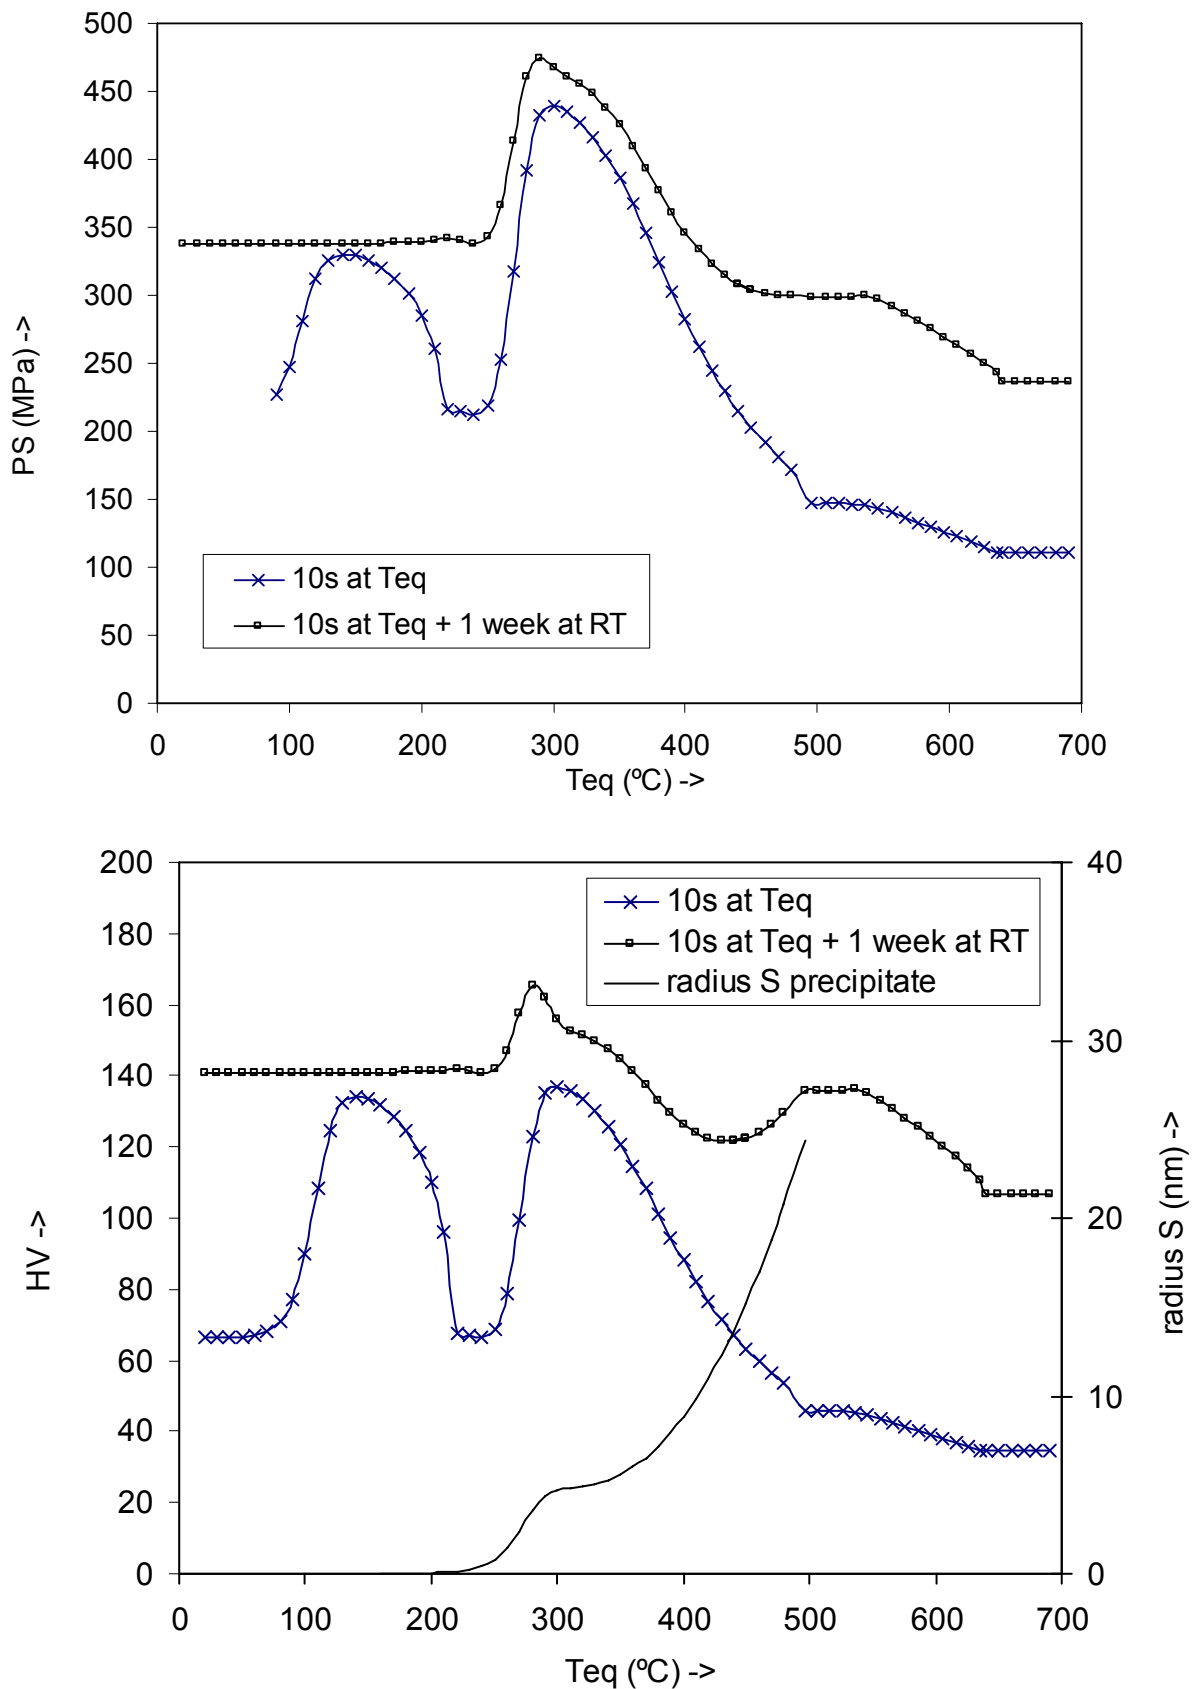 500
450
400
350
300
250
200
150
100
50
0
PS (MPa) ->
10s at Teq
10s at Teq + 1 week at RT
0 100 200 300 400 500 600 700
Teq (ºC) ->
200
180
160
140
120
100
80
60
40
20
0
HV ->
10s at Teq
10s at Teq + 1 week at RT
radius S precipitate
40
30
20
10
0
radius S (nm) ->
0 100 200 300 400 500 600 700
Teq (ºC) ->